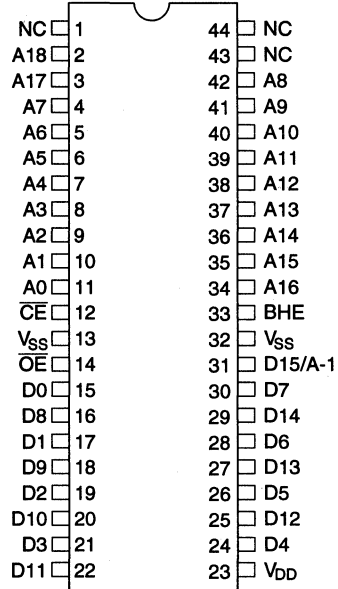 NC 1 44 NC
A18 2 43 NC
A17 3 42 A8
A7 4 41 A9
A6 5 40 A10
A5 6 39 A11
A4 7 38 A12
A3 8 37 A13
A2 9 36 A14
A1 10 35 A15
A0 11 34 A16
C̅E̅ 12 33 BHE
VSS 13 32 VSS
O̅E̅ 14 31 D15/A-1
D0 15 30 D7
D8 16 29 D14
D1 17 28 D6
D9 18 27 D13
D2 19 26 D5
D10 20 25 D12
D3 21 24 D4
D11 22 23 VDD